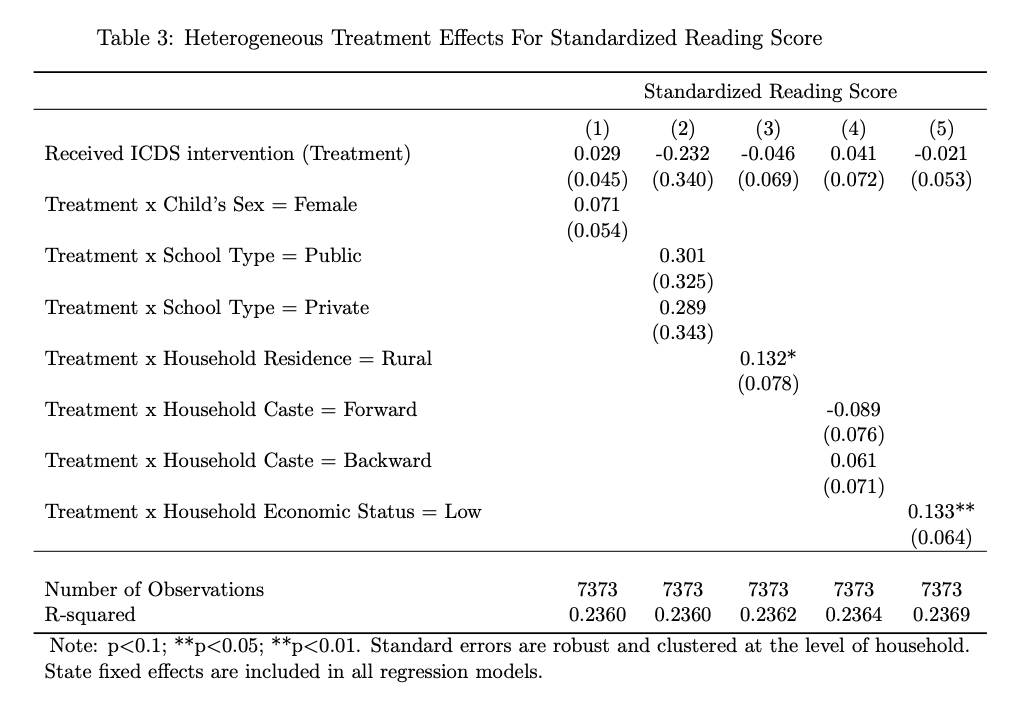 Table 3: Heterogeneous Treatment Effects For Standardized Reading Score
Standardized Reading Score
(1) (2) (3) (4) (5)
Received ICDS intervention (Treatment) 0.029 -0.232 -0.046 0.041 -0.021
(0.045) (0.340) (0.069) (0.072) (0.053)
Treatment x Child's Sex = Female 0.071
(0.054)
Treatment x School Type = Public 0.301
(0.325)
Treatment x School Type = Private 0.289
(0.343)
Treatment x Household Residence = Rural 0.132*
(0.078)
Treatment x Household Caste = Forward -0.089
(0.076)
Treatment x Household Caste = Backward 0.061
(0.071)
Treatment x Household Economic Status = Low 0.133**
(0.064)
Number of Observations 7373 7373 7373 7373 7373
R-squared 0.2360 0.2360 0.2362 0.2364 0.2369
Note: p<0.1; **p<0.05; **p<0.01. Standard errors are robust and clustered at the level of household.
State fixed effects are included in all regression models.